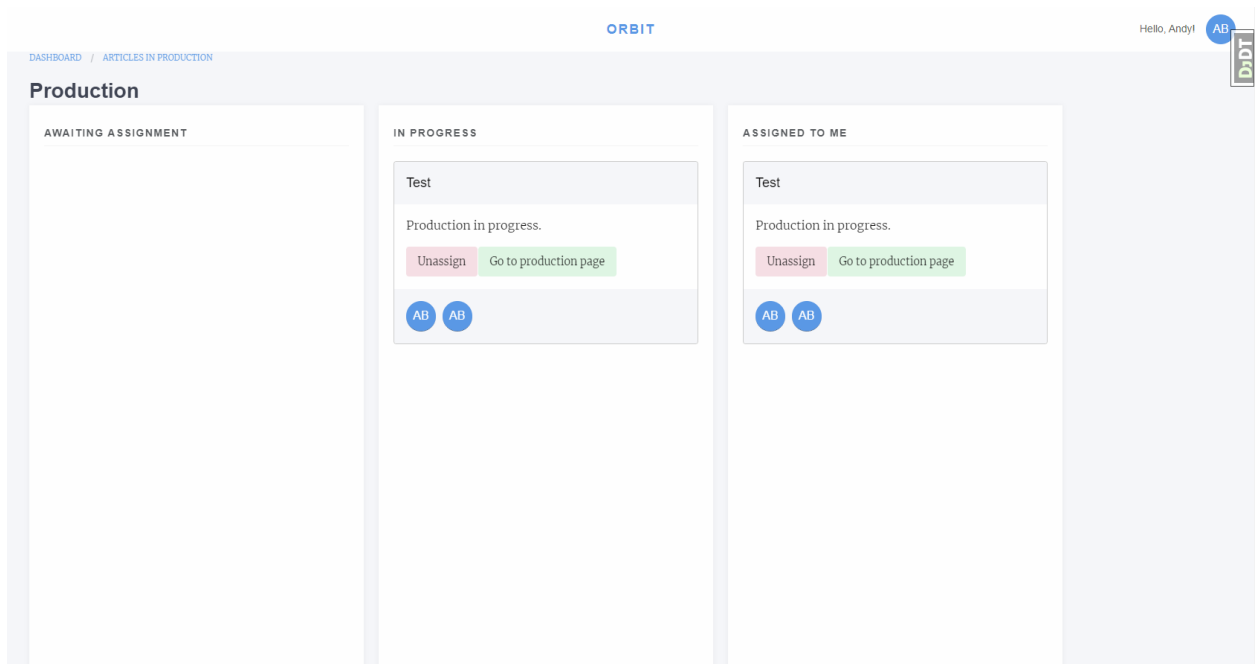 ORBIT
Hello, Andy!
AB
DJDT
DASHBOARD / ARTICLES IN PRODUCTION
Production
AWAITING ASSIGNMENT
IN PROGRESS
Test
Production in progress.
Unassign Go to production page
AB AB
ASSIGNED TO ME
Test
Production in progress.
Unassign Go to production page
AB AB